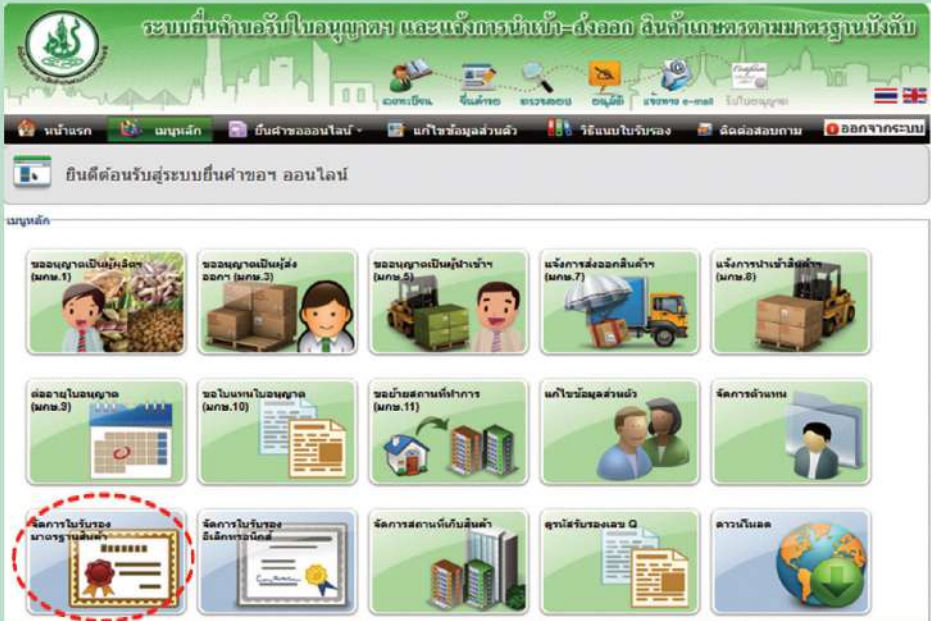 ระบบยื่นคำขอรับใบอนุญาตฯ และแจ้งการนำเข้า-ส่งออก สินค้าเกษตรตามมาตรฐานบังคับ
ลงทะเบียน ยื่นคำขอ ตรวจสอบ อนุมัติ แจ้งทาง e-mail รับใบอนุญาต
หน้าแรก เมนูหลัก ยื่นคำขอออนไลน์ แก้ไขข้อมูลส่วนตัว วิธีแนบใบรับรอง ติดต่อสอบถาม ออกจากระบบ
ยินดีต้อนรับสู่ระบบยื่นคำขอฯ ออนไลน์
เมนูหลัก
ขออนุญาตเป็นผู้ผลิตฯ
(มกษ.1)
ขออนุญาตเป็นผู้ส่ง
ออกฯ (มกษ.3)
ขออนุญาตเป็นผู้นำเข้าฯ
(มกษ.5)
แจ้งการส่งออกสินค้าฯ
(มกษ.7)
แจ้งการนำเข้าสินค้าฯ
(มกษ.8)
ต่ออายุใบอนุญาต
(มกษ.9)
ขอใบแทนใบอนุญาต
(มกษ.10)
ขอย้ายสถานที่ทำการ
(มกษ.11)
แก้ไขข้อมูลส่วนตัว
จัดการตัวแทน
จัดการใบรับรอง
มาตรฐานสินค้า
จัดการใบรับรอง
อิเล็กทรอนิกส์
จัดการสถานที่เก็บสินค้า
ดูรหัสรับรองเลข Q
ดาวน์โหลด